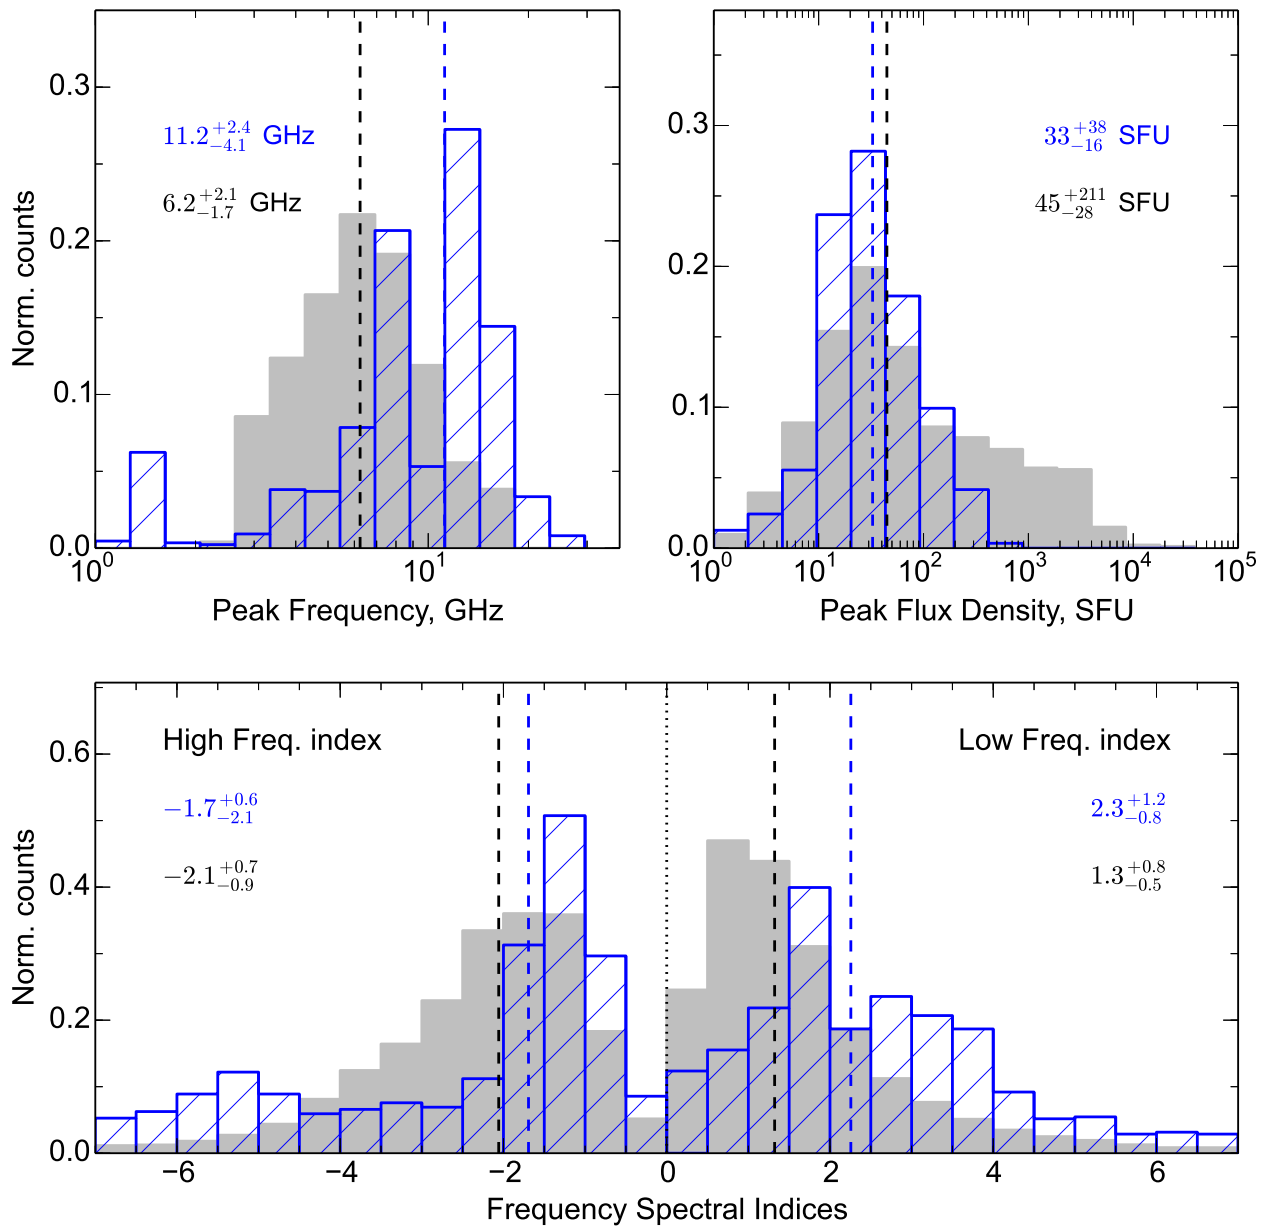 Norm. counts
0.3
0.2
0.1
0.0
11.2^{+2.4}_{−4.1} GHz
6.2^{+2.1}_{−1.7} GHz
10^0 10^1
Peak Frequency, GHz
0.3
0.2
0.1
0.0
33^{+38}_{−16} SFU
45^{+211}_{−28} SFU
10^0 10^1 10^2 10^3 10^4 10^5
Peak Flux Density, SFU
Norm. counts
0.6
0.4
0.2
0.0
High Freq. index
−1.7^{+0.6}_{−2.1}
−2.1^{+0.7}_{−0.9}
Low Freq. index
2.3^{+1.2}_{−0.8}
1.3^{+0.8}_{−0.5}
−6 −4 −2 0 2 4 6
Frequency Spectral Indices